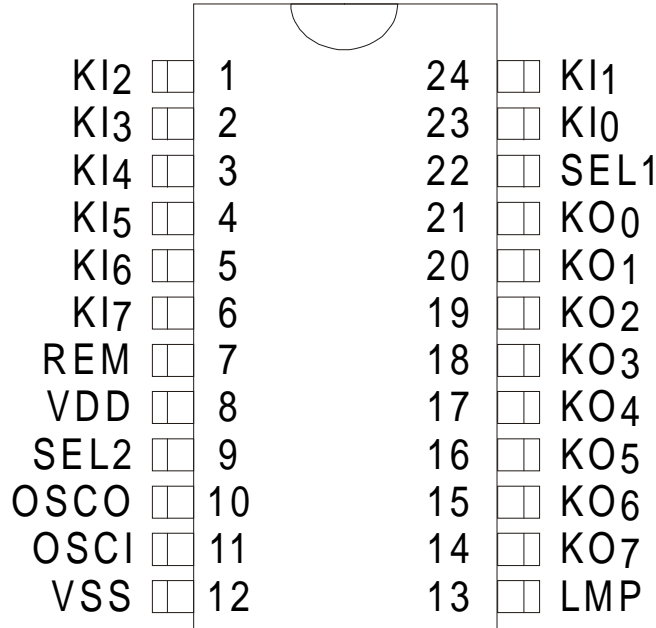 KI2 1 24 KI1
KI3 2 23 KI0
KI4 3 22 SEL1
KI5 4 21 KO0
KI6 5 20 KO1
KI7 6 19 KO2
REM 7 18 KO3
VDD 8 17 KO4
SEL2 9 16 KO5
OSCO 10 15 KO6
OSCI 11 14 KO7
VSS 12 13 LMP